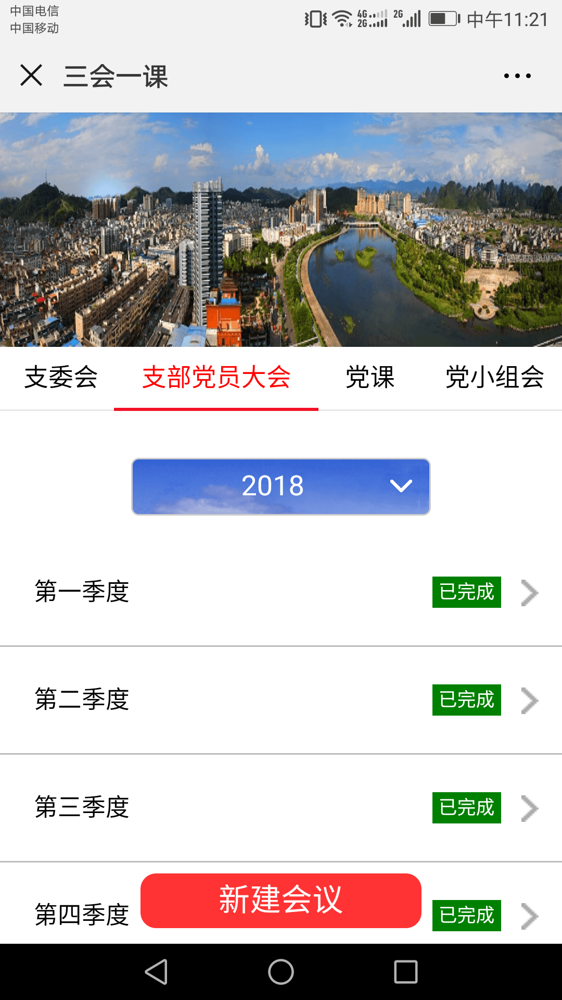 中国电信
中国移动
4G
2G
2G
中午11:21
三会一课
支委会 支部党员大会 党课 党小组会
2018
第一季度 已完成
第二季度 已完成
第三季度 已完成
第四季度 已完成
新建会议